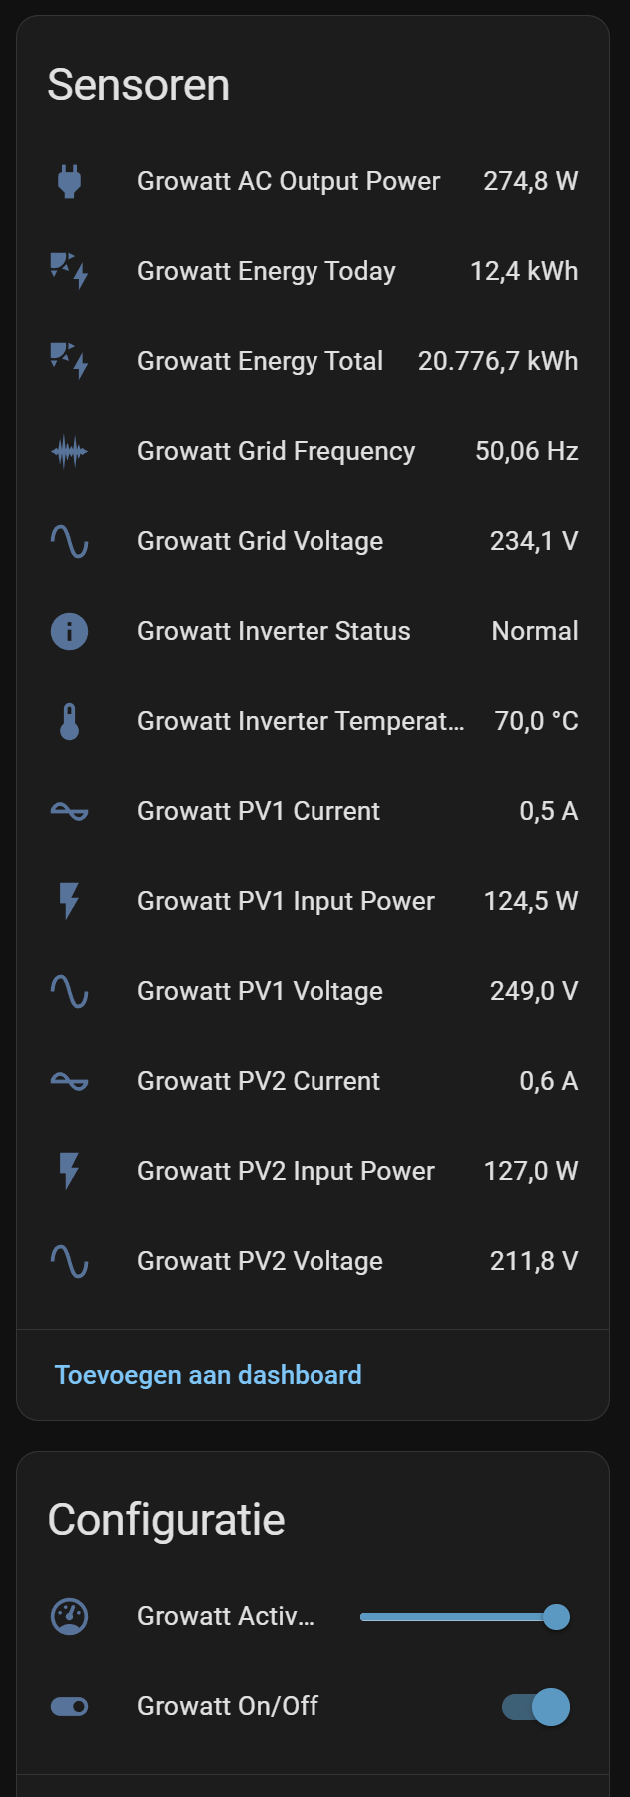 Sensoren
Growatt AC Output Power 274,8 W
Growatt Energy Today 12,4 kWh
Growatt Energy Total 20.776,7 kWh
Growatt Grid Frequency 50,06 Hz
Growatt Grid Voltage 234,1 V
Growatt Inverter Status Normal
Growatt Inverter Temperat... 70,0 °C
Growatt PV1 Current 0,5 A
Growatt PV1 Input Power 124,5 W
Growatt PV1 Voltage 249,0 V
Growatt PV2 Current 0,6 A
Growatt PV2 Input Power 127,0 W
Growatt PV2 Voltage 211,8 V
Toevoegen aan dashboard
Configuratie
Growatt Activ...
Growatt On/Off